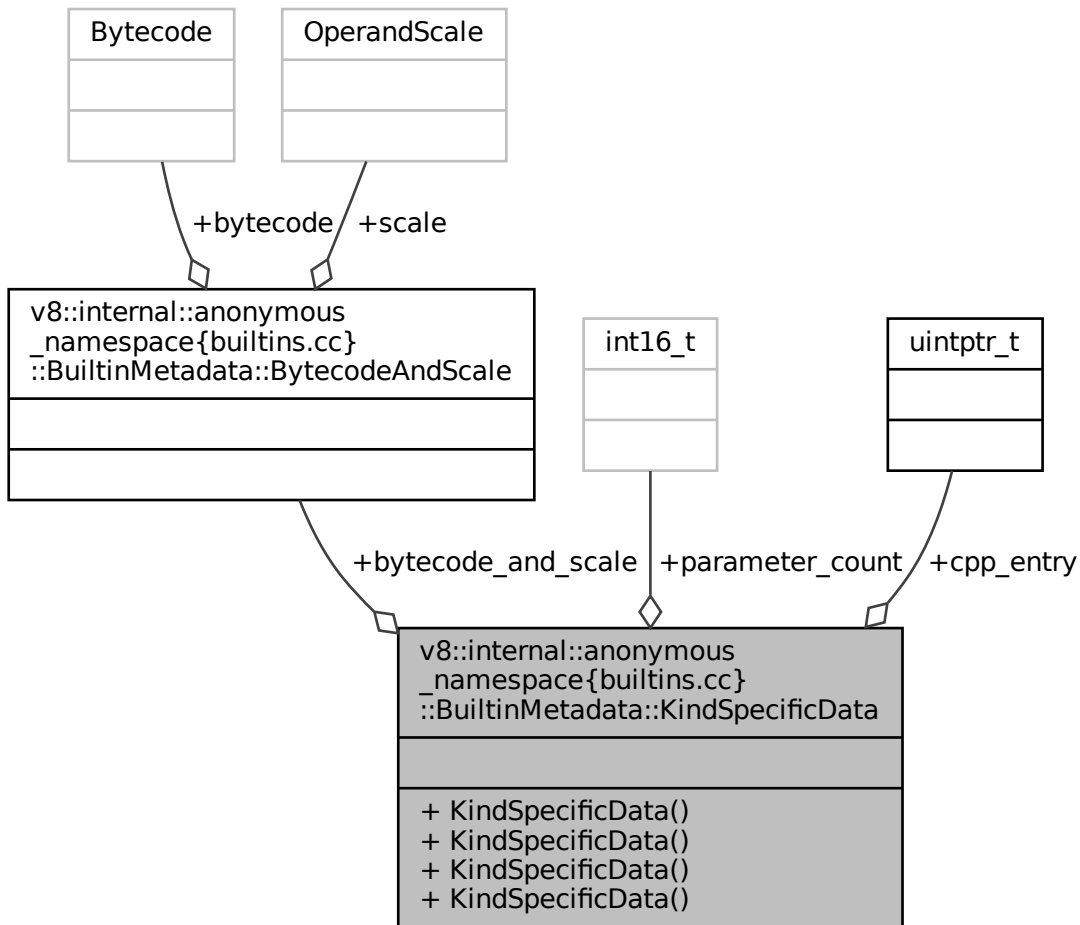 Bytecode
OperandScale
+bytecode
+scale
v8::internal::anonymous
_namespace{builtins.cc}
::BuiltinMetadata::BytecodeAndScale
int16_t
uintptr_t
+bytecode_and_scale
+parameter_count
+cpp_entry
v8::internal::anonymous
_namespace{builtins.cc}
::BuiltinMetadata::KindSpecificData
+ KindSpecificData()
+ KindSpecificData()
+ KindSpecificData()
+ KindSpecificData()